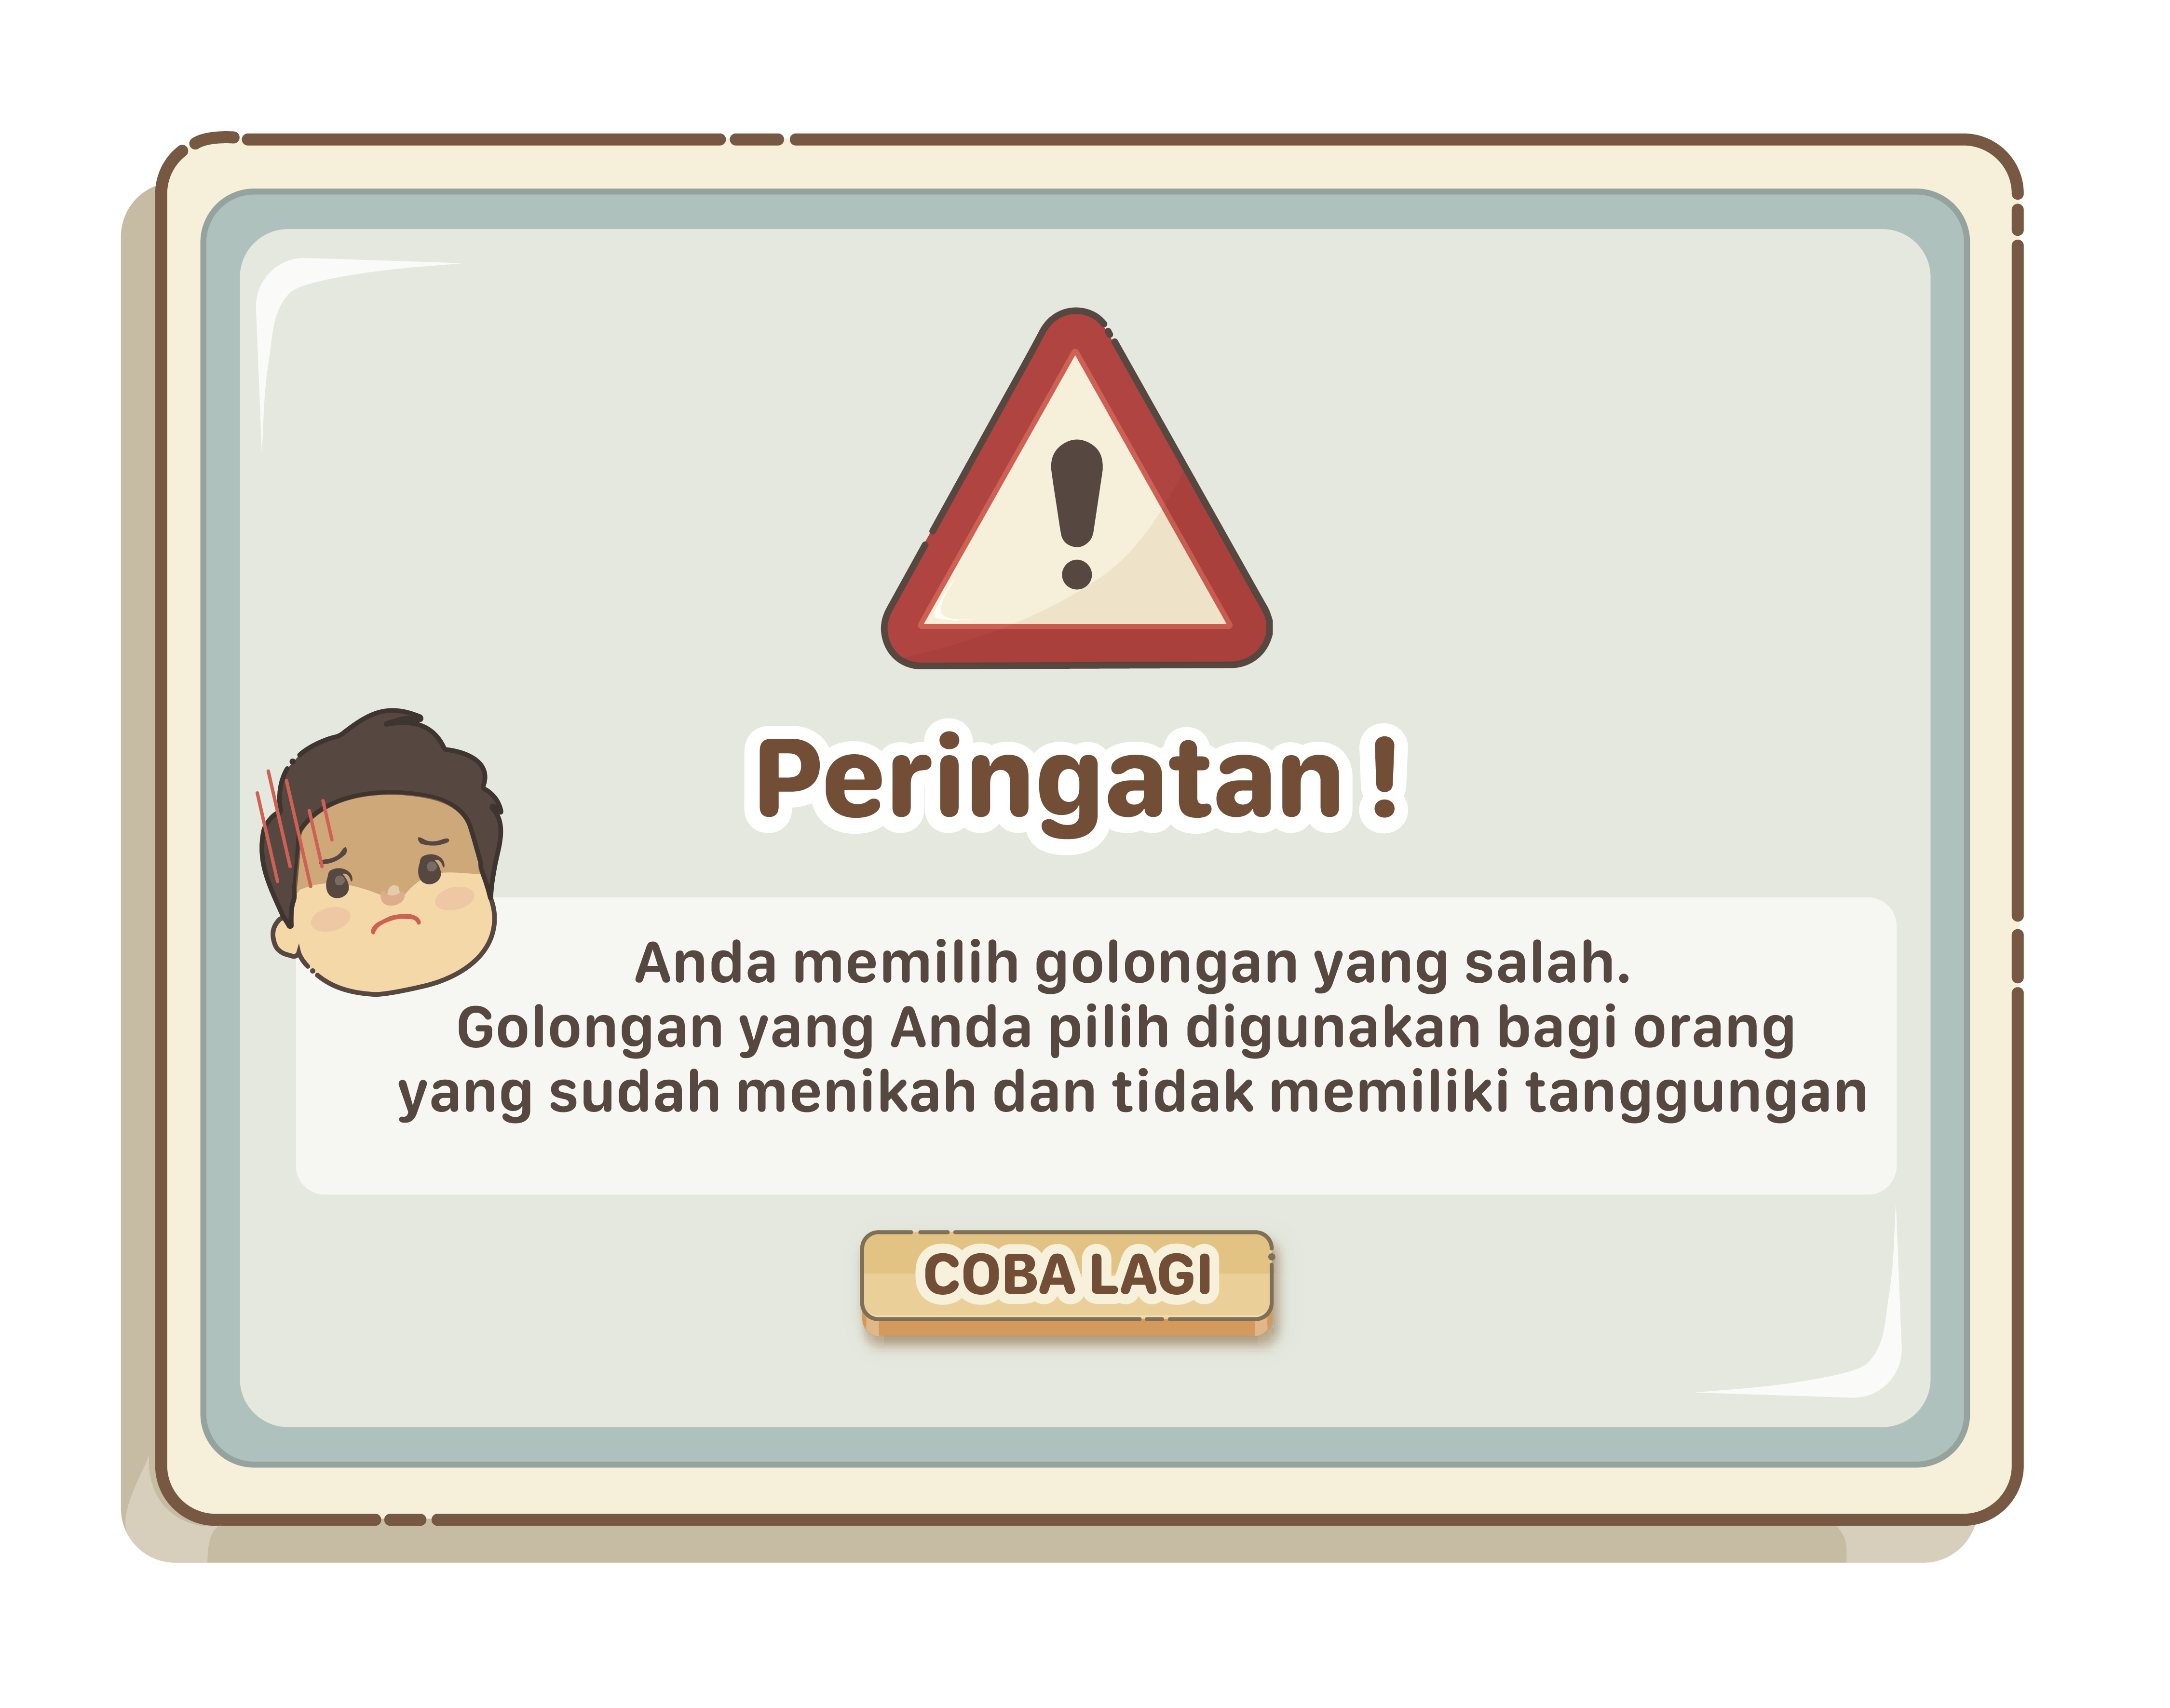 Peringatan !
Anda memilih golongan yang salah.
Golongan yang Anda pilih digunakan bagi orang
yang sudah menikah dan tidak memiliki tanggungan
COBA LAGI